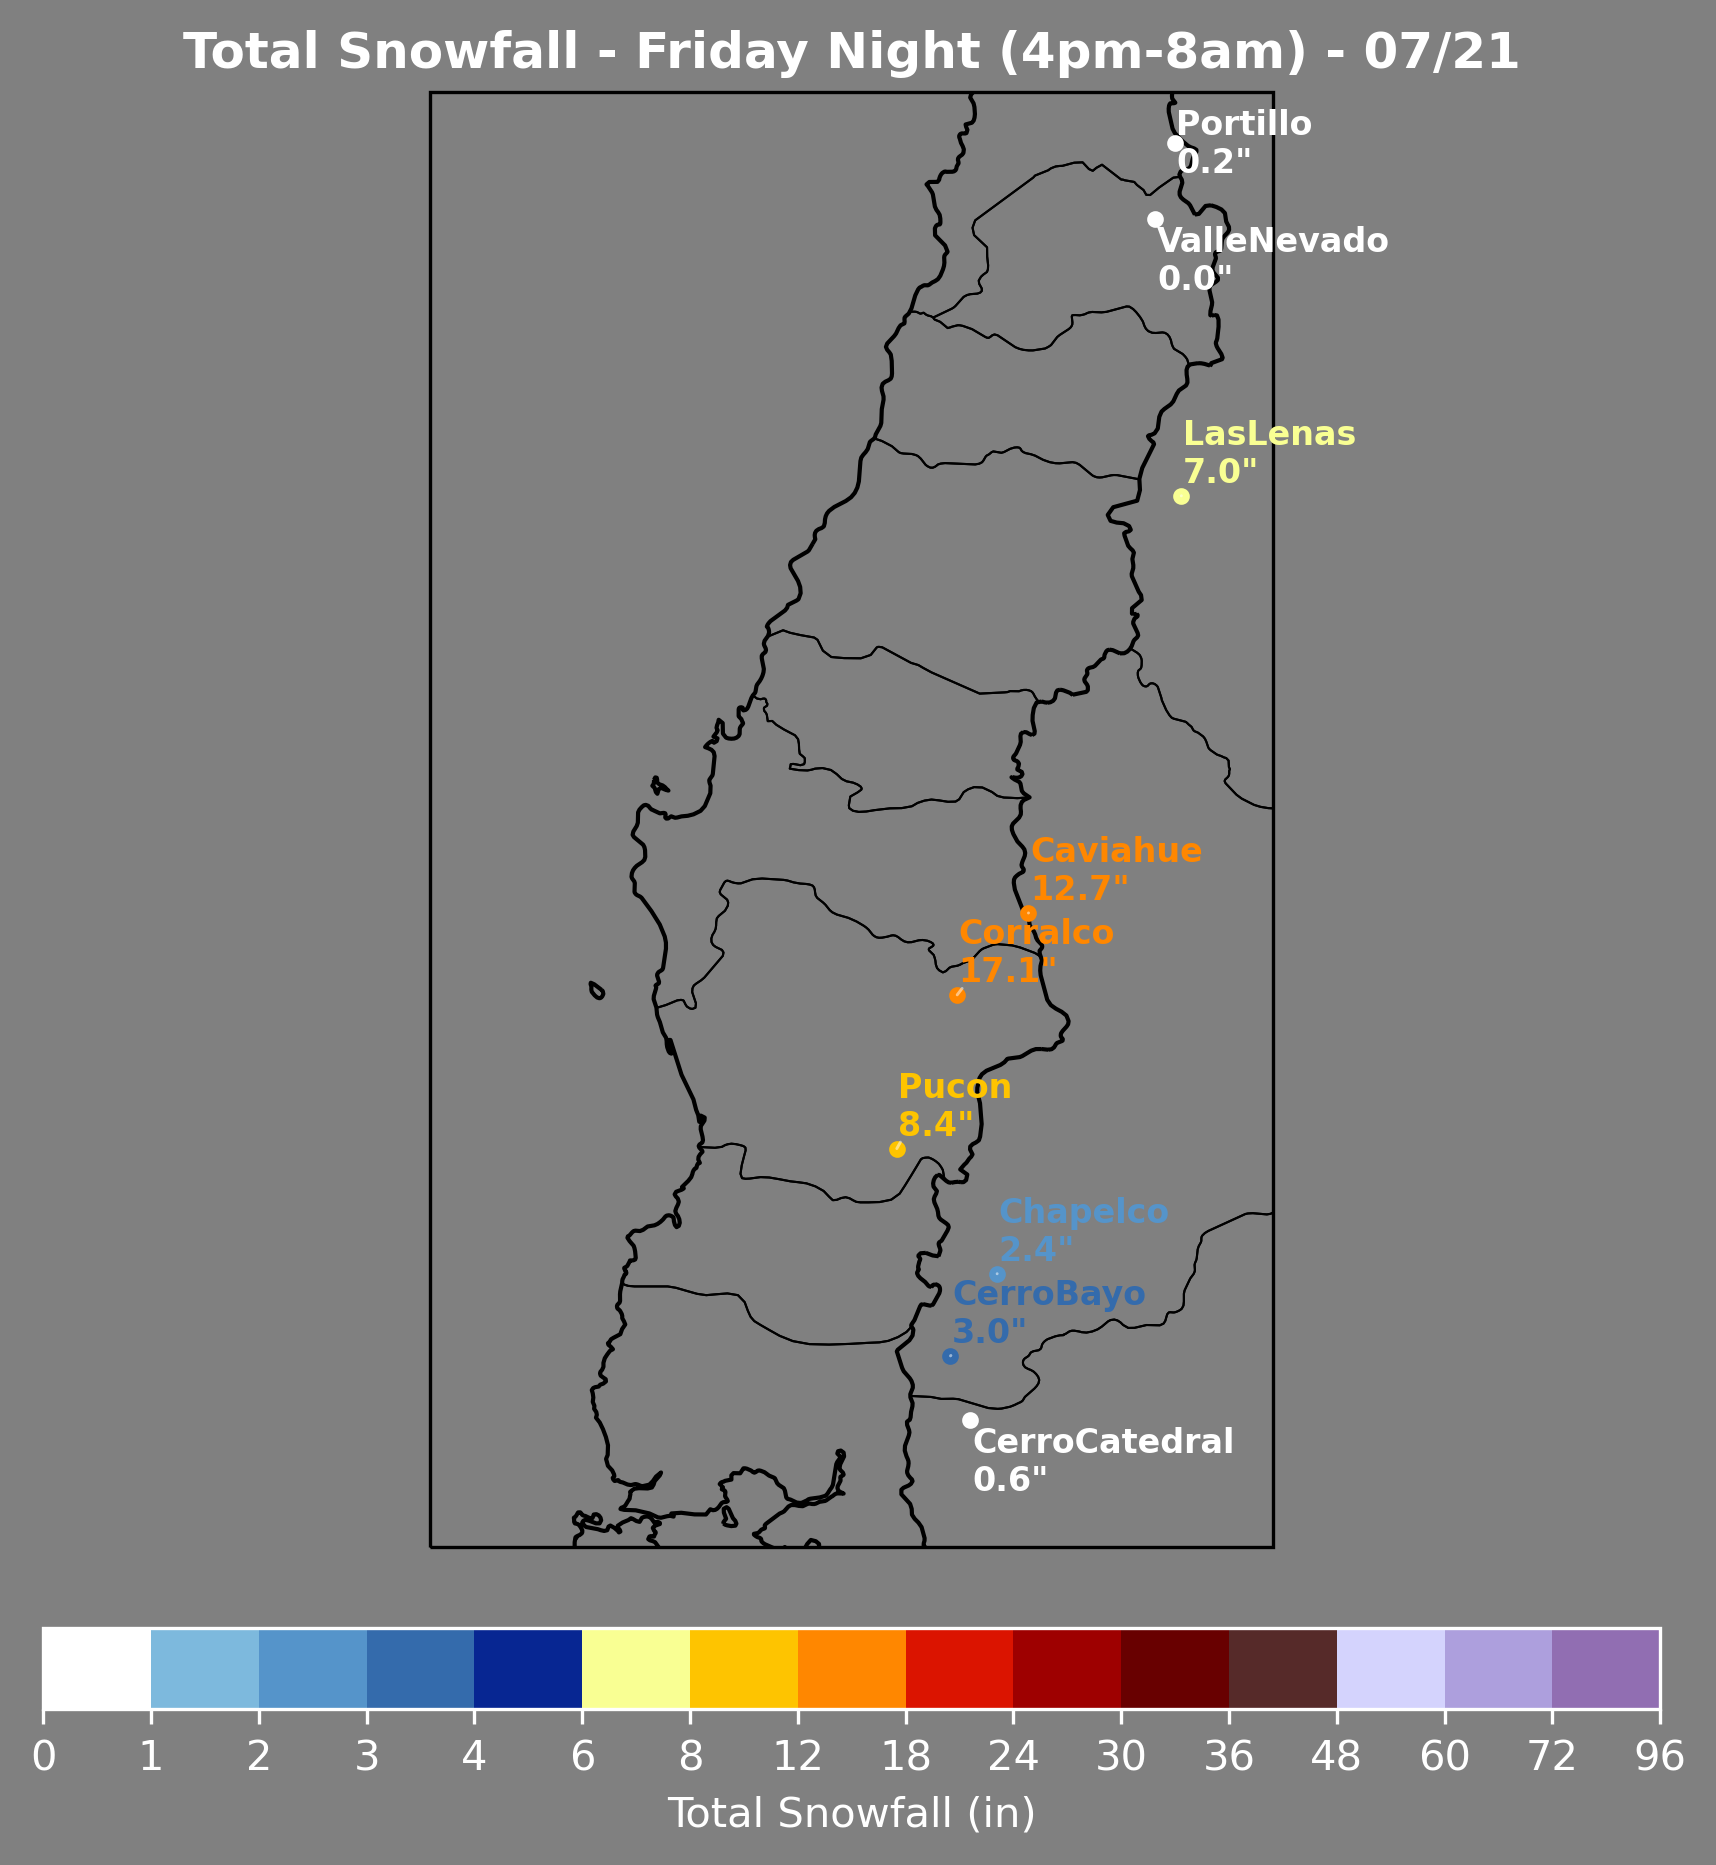 Total Snowfall - Friday Night (4pm-8am) - 07/21
Portillo
0.2"
ValleNevado
0.0"
LasLenas
7.0"
Caviahue
12.7"
Corralco
17.1"
Pucon
8.4"
Chapelco
2.4"
CerroBayo
3.0"
CerroCatedral
0.6"
0 1 2 3 4 6 8 12 18 24 30 36 48 60 72 96
Total Snowfall (in)